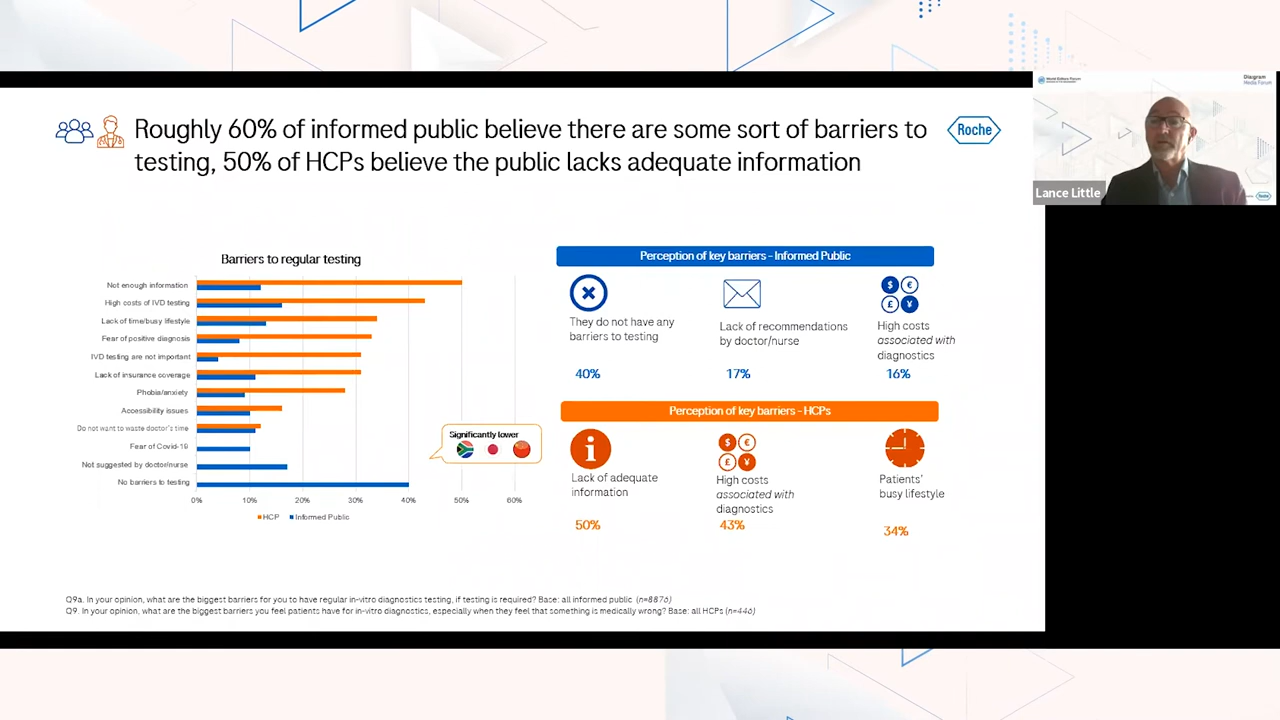 Roughly 60% of informed public believe there are some sort of barriers to
testing, 50% of HCPs believe the public lacks adequate information
Roche
World Editors Forum
Diagram
Media Forum
Lance Little
Roche
Barriers to regular testing
Not enough information
High costs of IVD testing
Lack of time/busy lifestyle
Fear of positive diagnosis
IVD testing are not important
Lack of insurance coverage
Phobia/anxiety
Accessibility issues
Do not want to waste doctor's time
Fear of Covid-19
Not suggested by doctor/nurse
No barriers to testing
0% 10% 20% 30% 40% 50% 60%
HCP Informed Public
Significantly lower
Perception of key barriers - Informed Public
$ €
£ ¥
They do not have any
barriers to testing
40%
Lack of recommendations
by doctor/nurse
17%
High costs
associated with
diagnostics
16%
Perception of key barriers - HCPs
i
$ €
£ ¥
Lack of adequate
information
50%
High costs
associated with
diagnostics
43%
Patients'
busy lifestyle
34%
Q9a. In your opinion, what are the biggest barriers for you to have regular in-vitro diagnostics testing, if testing is required? Base: all informed public (n=8876)
Q9. In your opinion, what are the biggest barriers you feel patients have for in-vitro diagnostics, especially when they feel that something is medically wrong? Base: all HCPs (n=446)